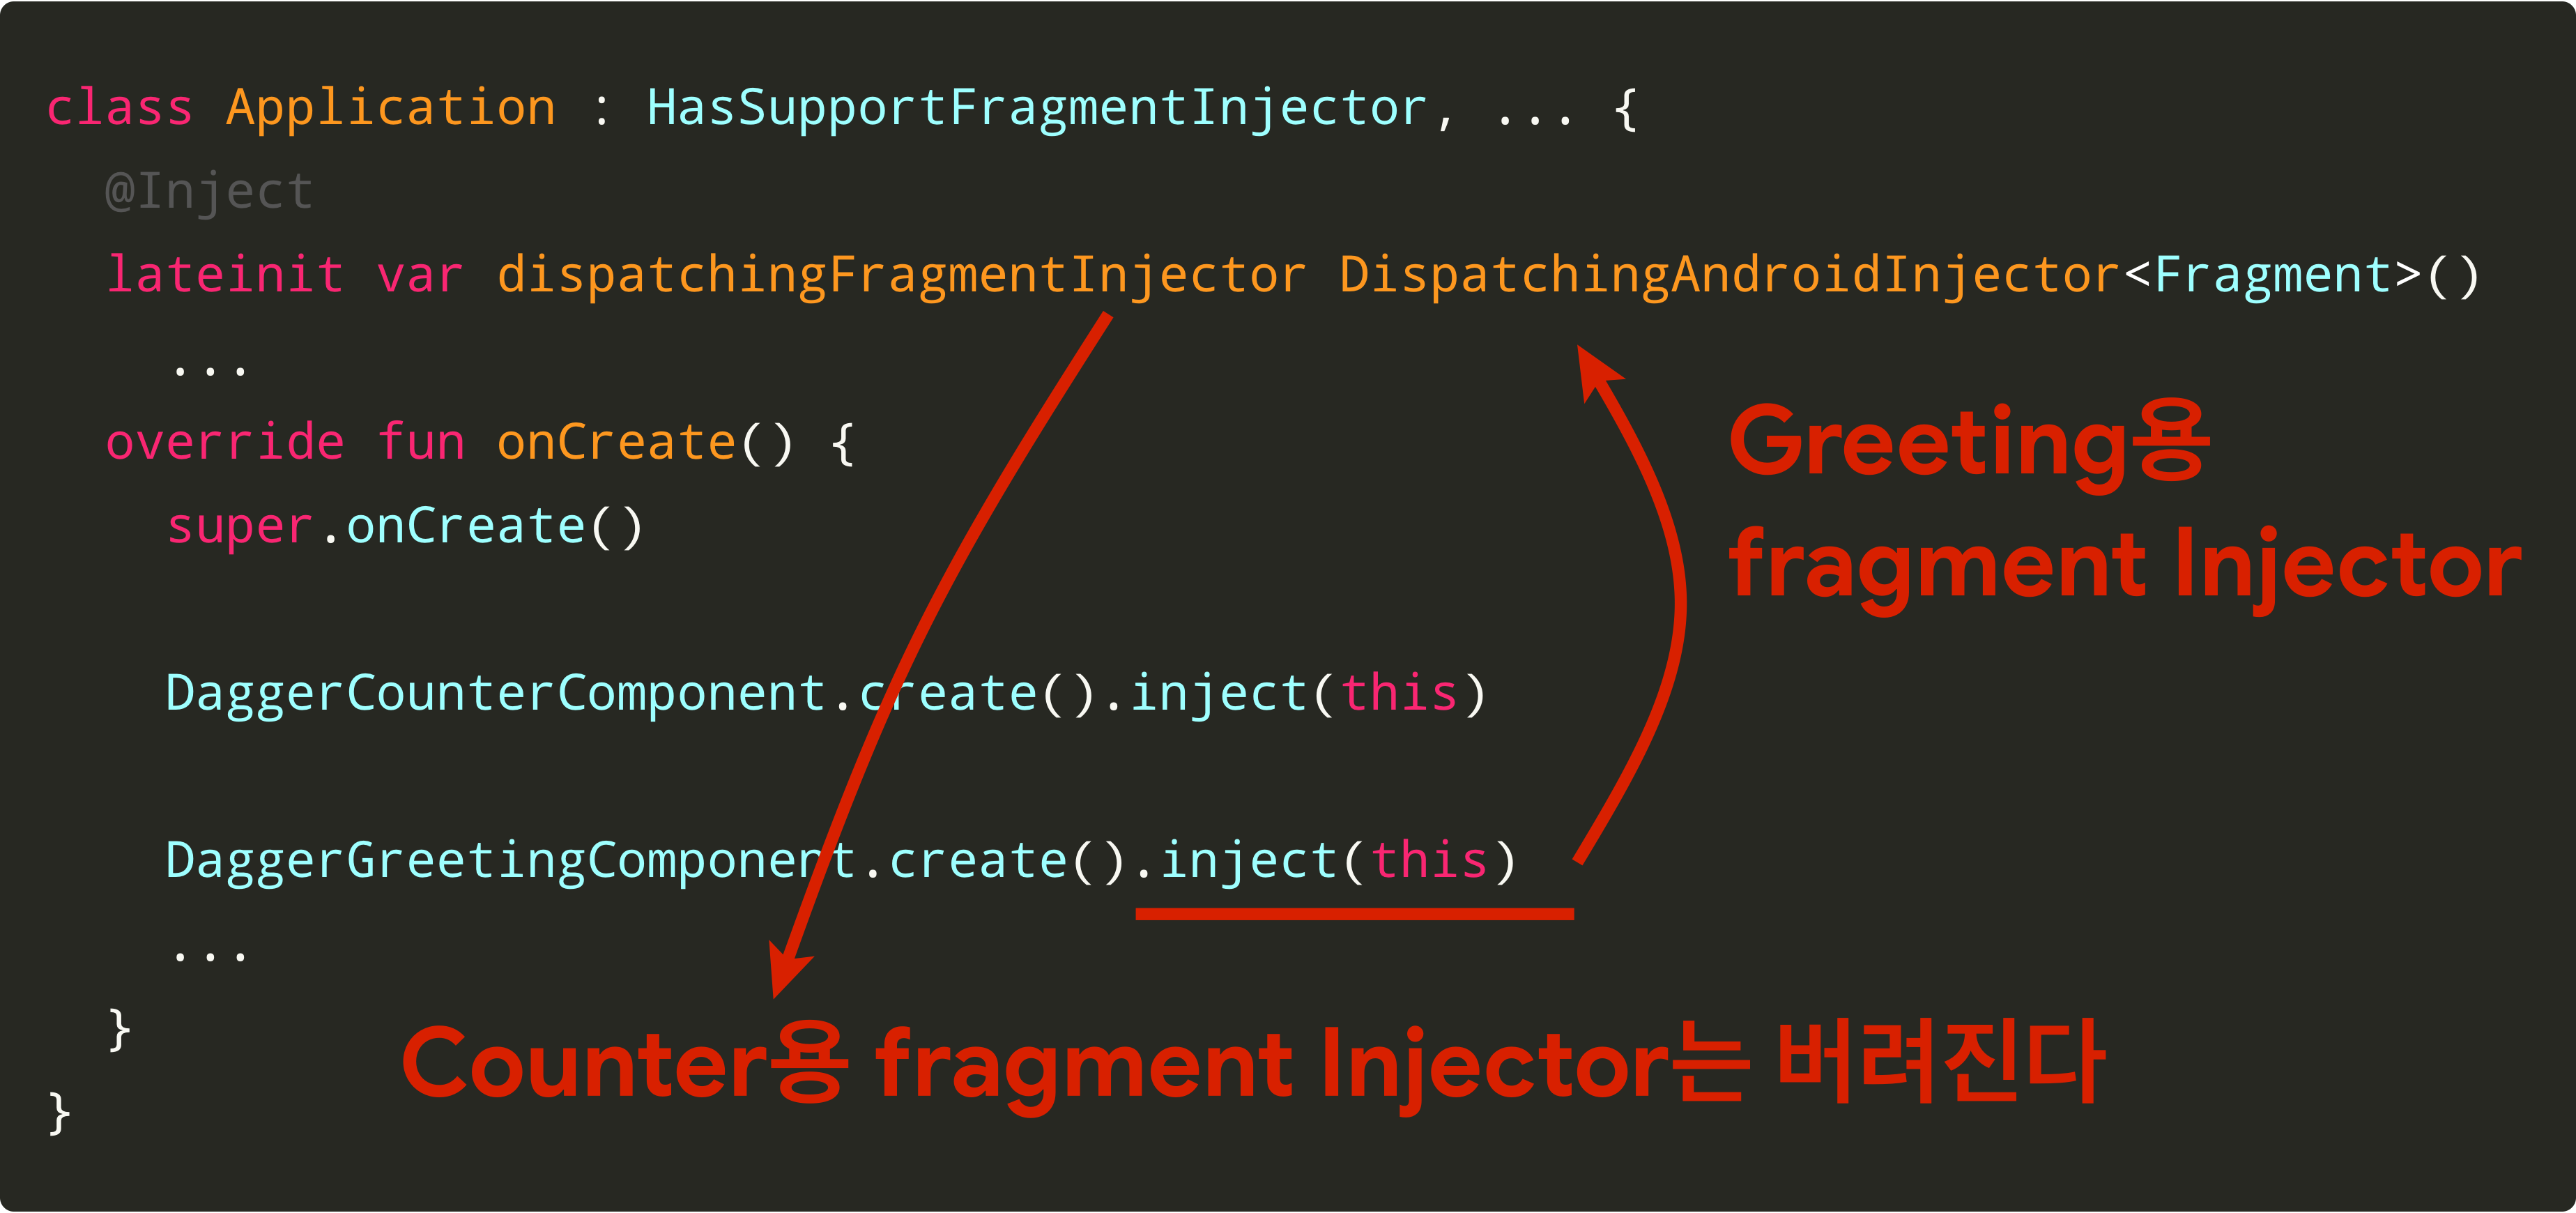 class Application : HasSupportFragmentInjector, ... {
@Inject
lateinit var dispatchingFragmentInjector DispatchingAndroidInjector<Fragment>()
...
override fun onCreate() {
super.onCreate()
Greeting용
fragment Injector
DaggerCounterComponent.create().inject(this)
DaggerGreetingComponent.create().inject(this)
...
}
Counter용 fragment Injector는 버려진다
}